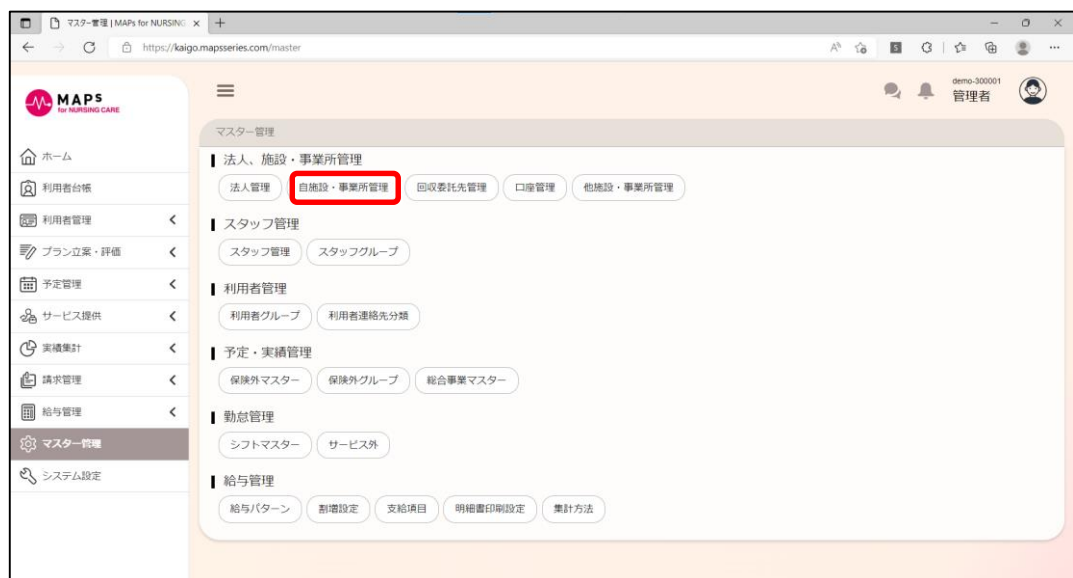 マスター管理 | MAPs for NURSING
https://kaigo.mapsseries.com/master
MAPS
for NURSING CARE
demo-300001
管理者
マスター管理
ホーム
利用者台帳
利用者管理
プラン立案・評価
予定管理
サービス提供
実績集計
請求管理
給与管理
マスター管理
システム設定
法人、施設・事業所管理
法人管理 自施設・事業所管理 回収委託先管理 口座管理 他施設・事業所管理
スタッフ管理
スタッフ管理 スタッフグループ
利用者管理
利用者グループ 利用者連絡先分類
予定・実績管理
保険外マスター 保険外グループ 総合事業マスター
勤怠管理
シフトマスター サービス外
給与管理
給与パターン 割増設定 支給項目 明細書印刷設定 集計方法